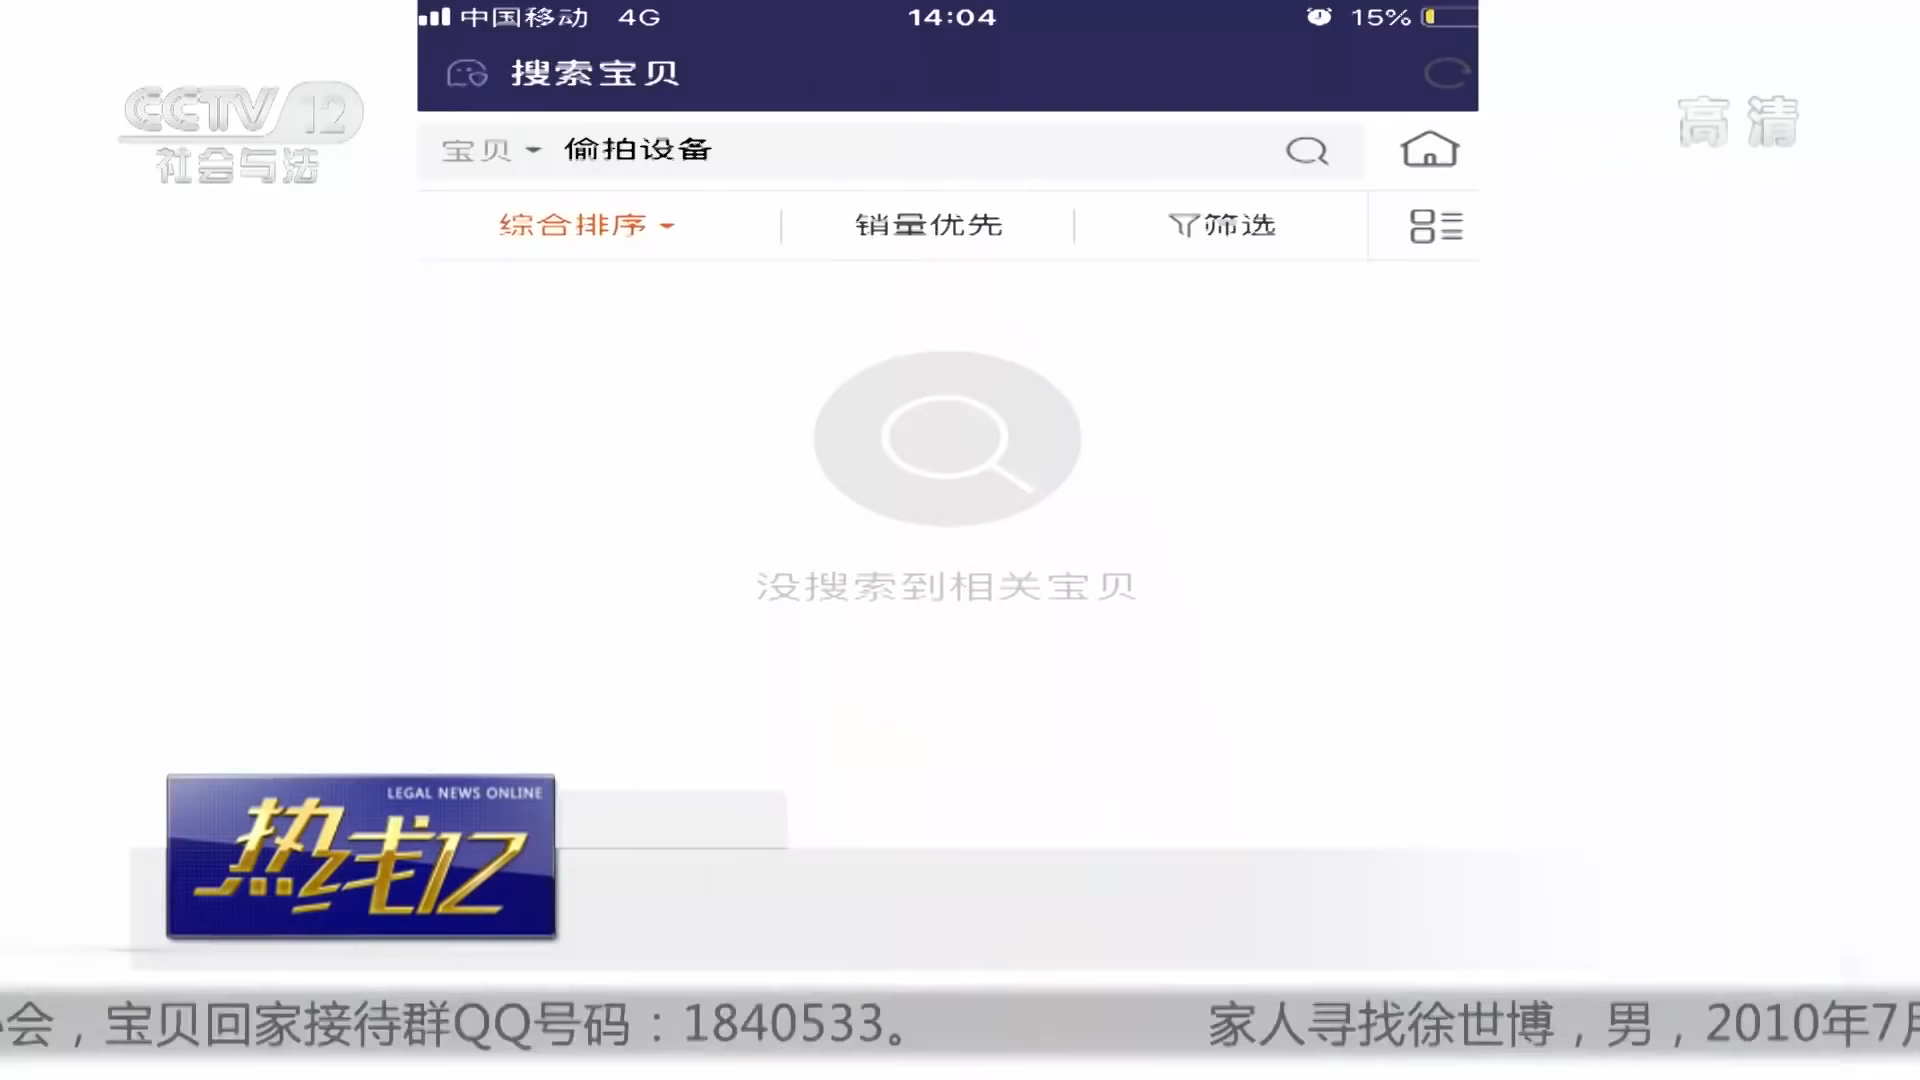 中国移动 4G 14:04 15%
搜索宝贝
CCTV 12
社会与法
高清
宝贝 偷拍设备
综合排序 销量优先 筛选
没搜索到相关宝贝
LEGAL NEWS ONLINE
热线12
会，宝贝回家接待群QQ号码：1840533。 家人寻找徐世博，男，2010年7月